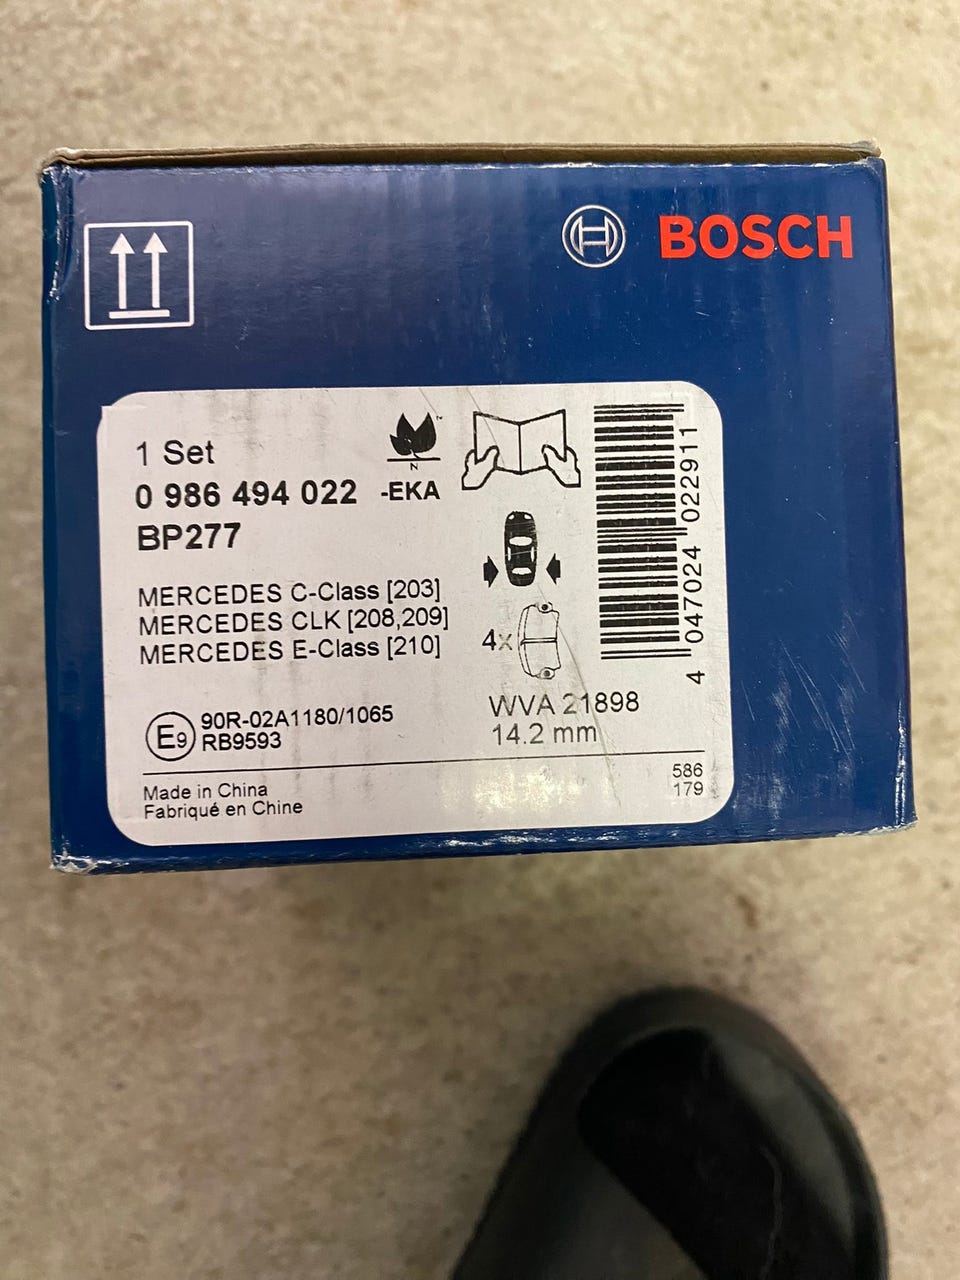 BOSCH
1 Set
0 986 494 022 -EKA
BP277
N
MERCEDES C-Class [203]
MERCEDES CLK [208,209]
MERCEDES E-Class [210]
4x
4 047024 022911
E9
90R-02A1180/1065
RB9593
WVA 21898
14.2 mm
Made in China
Fabriqué en Chine
586
179